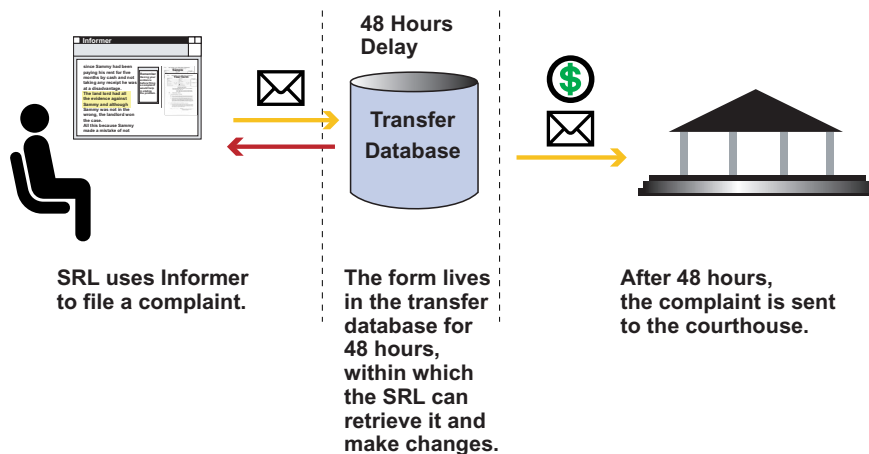 48 Hours
Delay
Informer
since Sammy had been
paying his rent for five
months by cash and not
taking any receipt he was
at a disadvantage.
The land lord had all
the evidence against
Sammy and although
Sammy was not in the
wrong, the landlord won
the case.
All this because Sammy
made a mistake of not
$
Transfer
Database
SRL uses Informer
to file a complaint.
The form lives
in the transfer
database for
48 hours,
within which
the SRL can
retrieve it and
make changes.
After 48 hours,
the complaint is sent
to the courthouse.